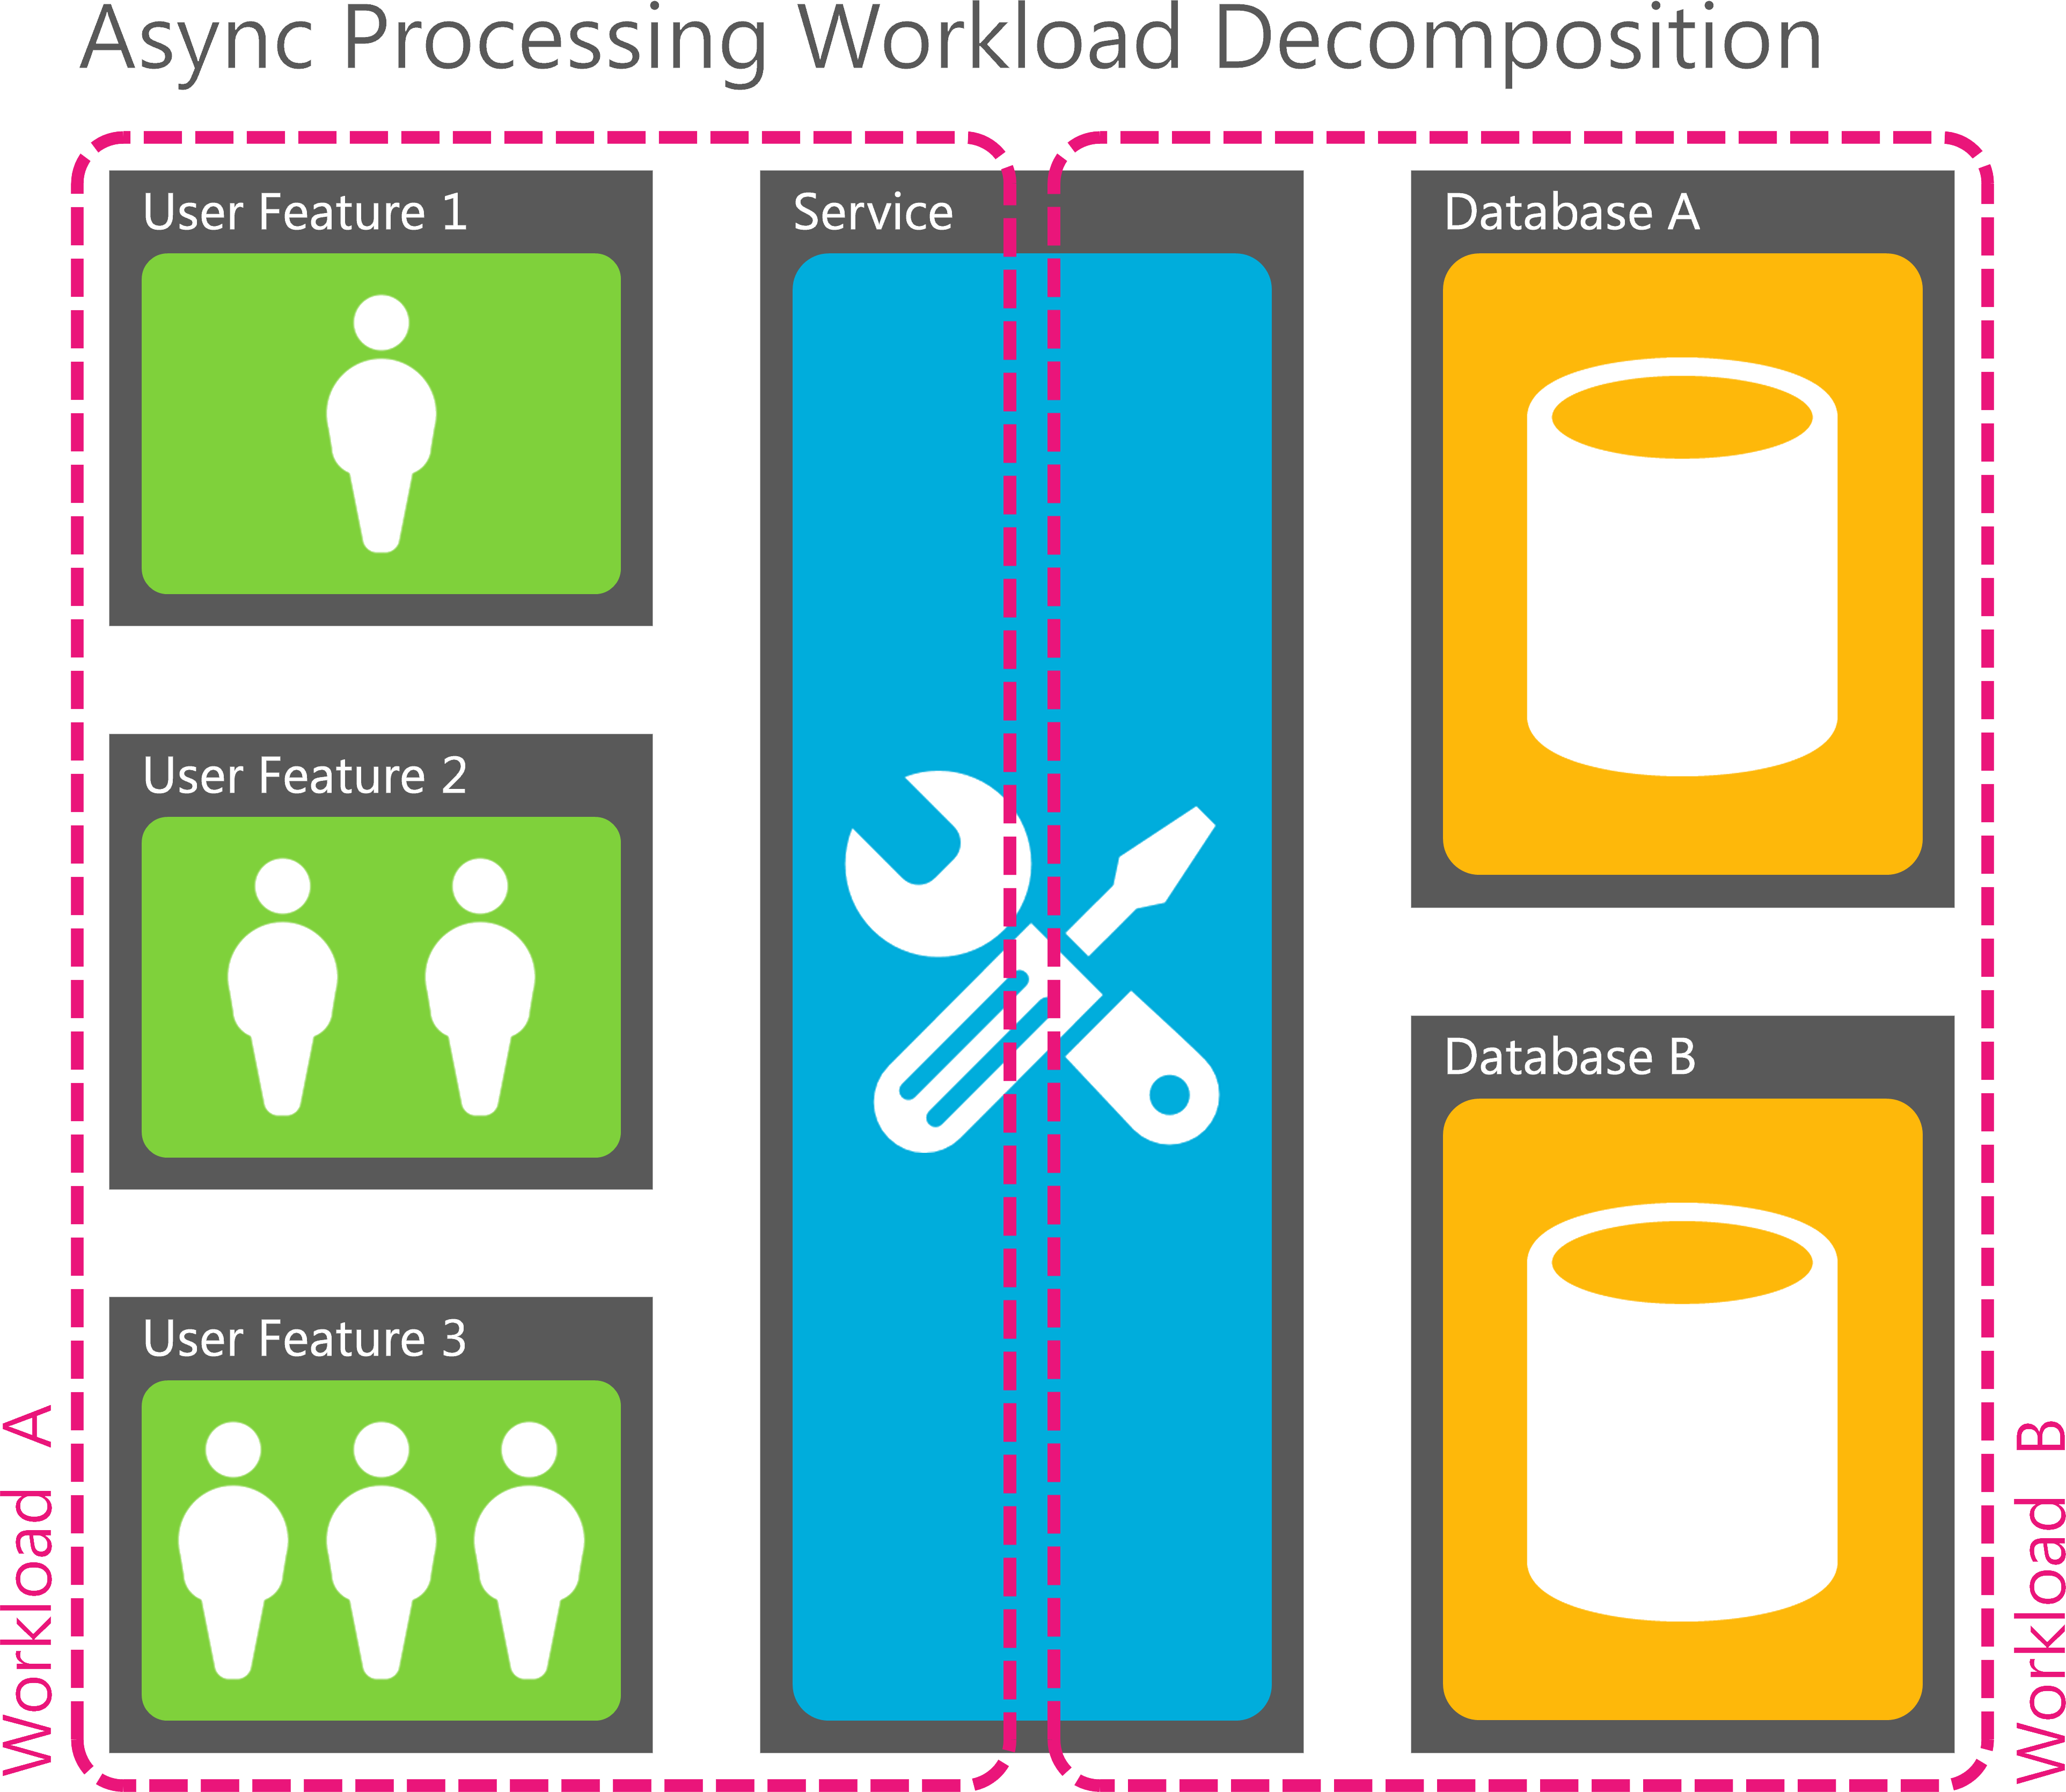 Async Processing Workload Decomposition
User Feature 1
Service
Database A
User Feature 2
Database B
User Feature 3
Workload A
Workload B